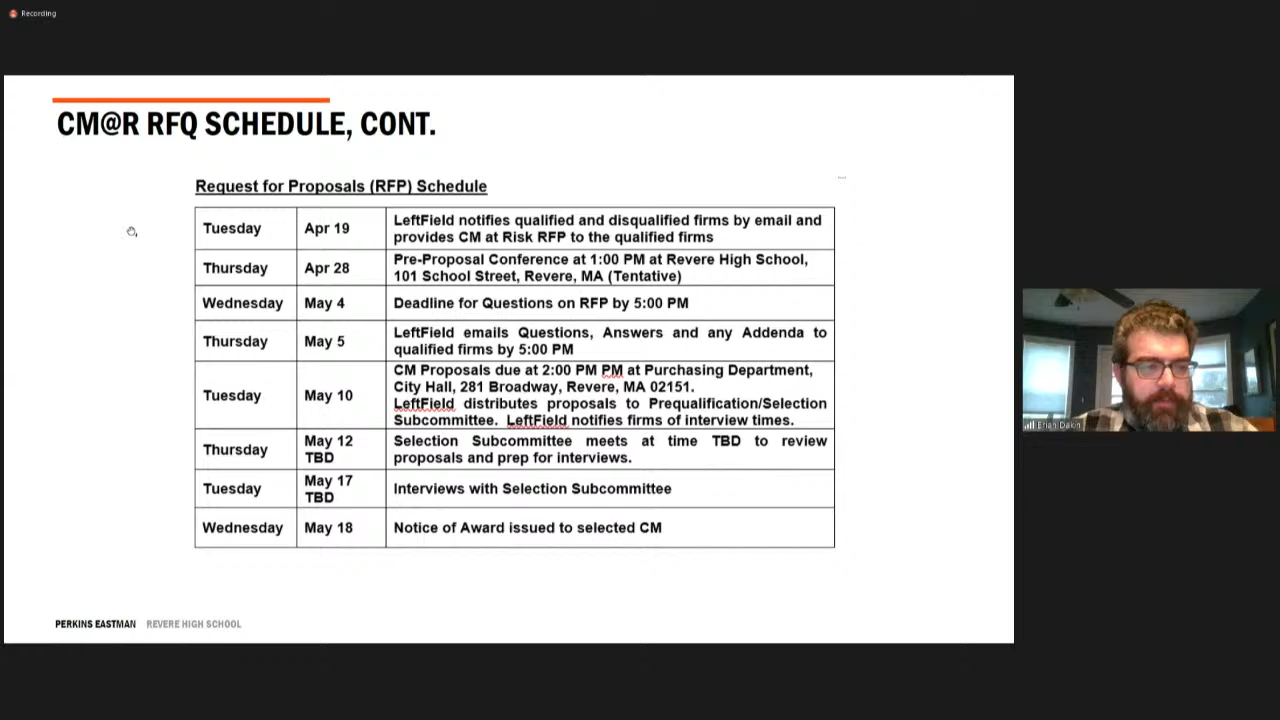 Recording
CM@R RFQ SCHEDULE, CONT.
Request for Proposals (RFP) Schedule
Tuesday
Apr 19
LeftField notifies qualified and disqualified firms by email and
provides CM at Risk RFP to the qualified firms
Thursday
Apr 28
Pre-Proposal Conference at 1:00 PM at Revere High School,
101 School Street, Revere, MA (Tentative)
Wednesday
May 4
Deadline for Questions on RFP by 5:00 PM
Thursday
May 5
LeftField emails Questions, Answers and any Addenda to
qualified firms by 5:00 PM
Tuesday
May 10
CM Proposals due at 2:00 PM PM at Purchasing Department,
City Hall, 281 Broadway, Revere, MA 02151.
LeftField distributes proposals to Prequalification/Selection
Subcommittee. LeftField notifies firms of interview times.
Thursday
May 12
TBD
Selection Subcommittee meets at time TBD to review
proposals and prep for interviews.
Tuesday
May 17
TBD
Interviews with Selection Subcommittee
Wednesday
May 18
Notice of Award issued to selected CM
PERKINS EASTMAN REVERE HIGH SCHOOL
Brian Dakin